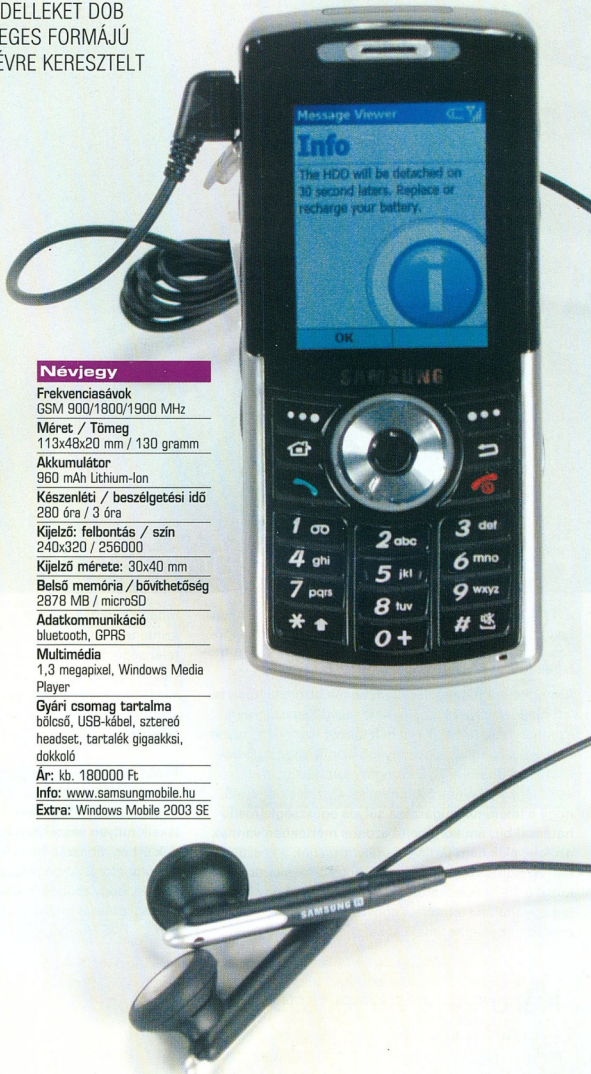 DELLEKET DOB
EGES FORMÁJÚ
ÉVRE KERESZTELT
Message Viewer
Info
The HDD will be detached on
30 second laters. Replace or
recharge your battery.
OK
SAMSUNG
1
2 abc
3 def
4 ghi
5 jkl
6 mno
7 pqrs
8 tuv
9 wxyz
*
0 +
#
Névjegy
Frekvenciasávok
GSM 900/1800/1900 MHz
Méret / Tömeg
113x48x20 mm / 130 gramm
Akkumulátor
960 mAh Lithium-Ion
Készenléti / beszélgetési idő
280 óra / 3 óra
Kijelző: felbontás / szín
240x320 / 256000
Kijelző mérete: 30x40 mm
Belső memória / bővíthetőség
2878 MB / microSD
Adatkommunikáció
bluetooth, GPRS
Multimédia
1,3 megapixel, Windows Media
Player
Gyári csomag tartalma
bölcső, USB-kábel, sztereó
headset, tartalék gigaakksi,
dokkoló
Ár: kb. 180000 Ft
Info: www.samsungmobile.hu
Extra: Windows Mobile 2003 SE
SAMSUNG